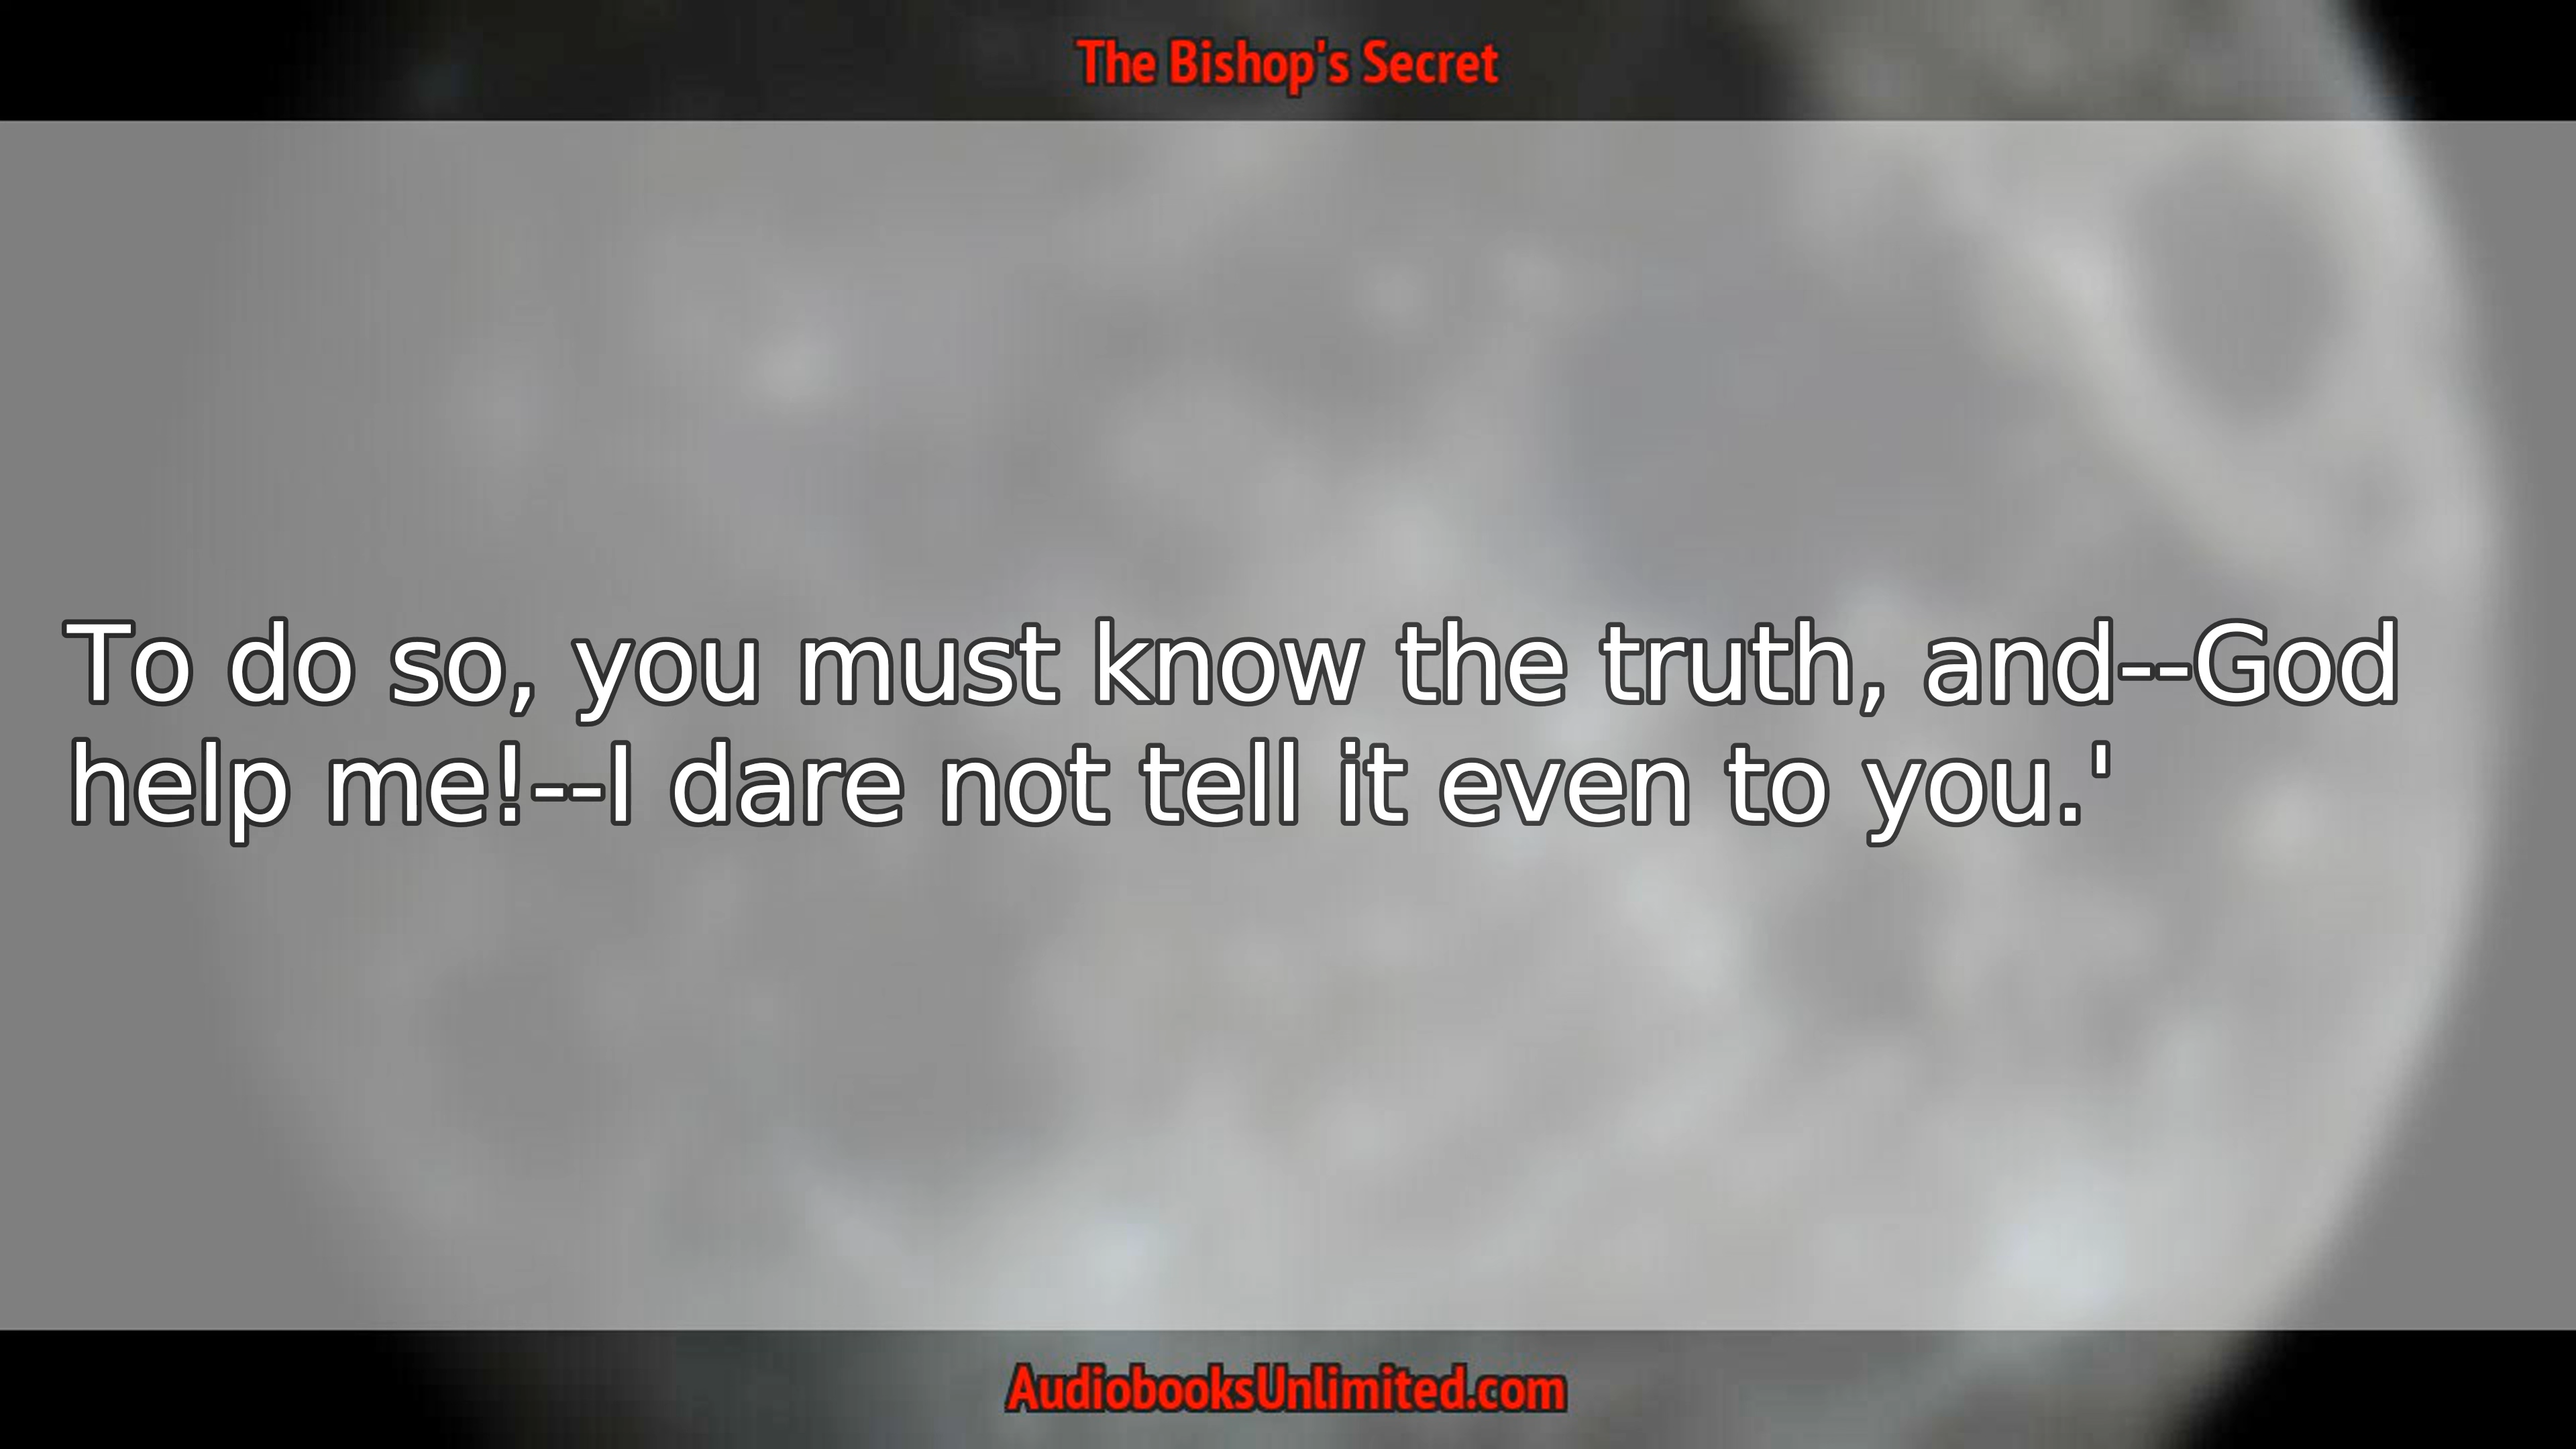 The Bishop's Secret
To do so, you must know the truth, and--God
help me!--I dare not tell it even to you.'
AudiobooksUnlimited.com